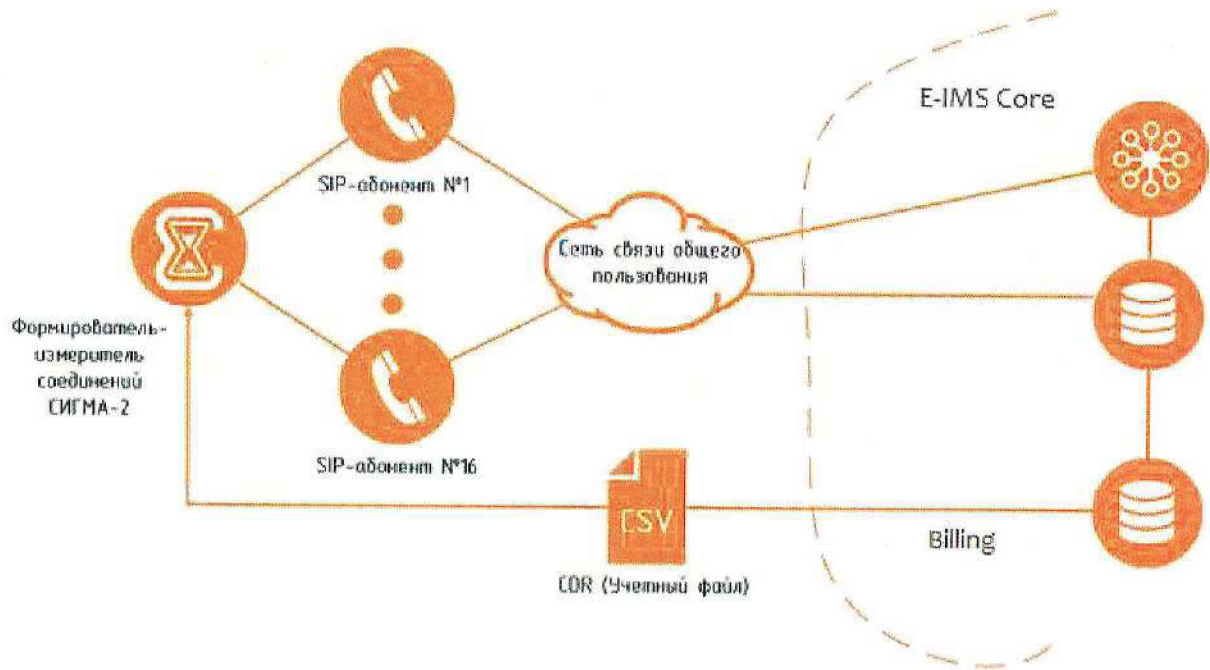 E-IMS Core
SIP-абонент №1
Сеть связи общего
пользования
Формирователь-
измеритель
соединений
СИГМА-2
SIP-абонент №16
CSV
Billing
CDR (Учетный файл)